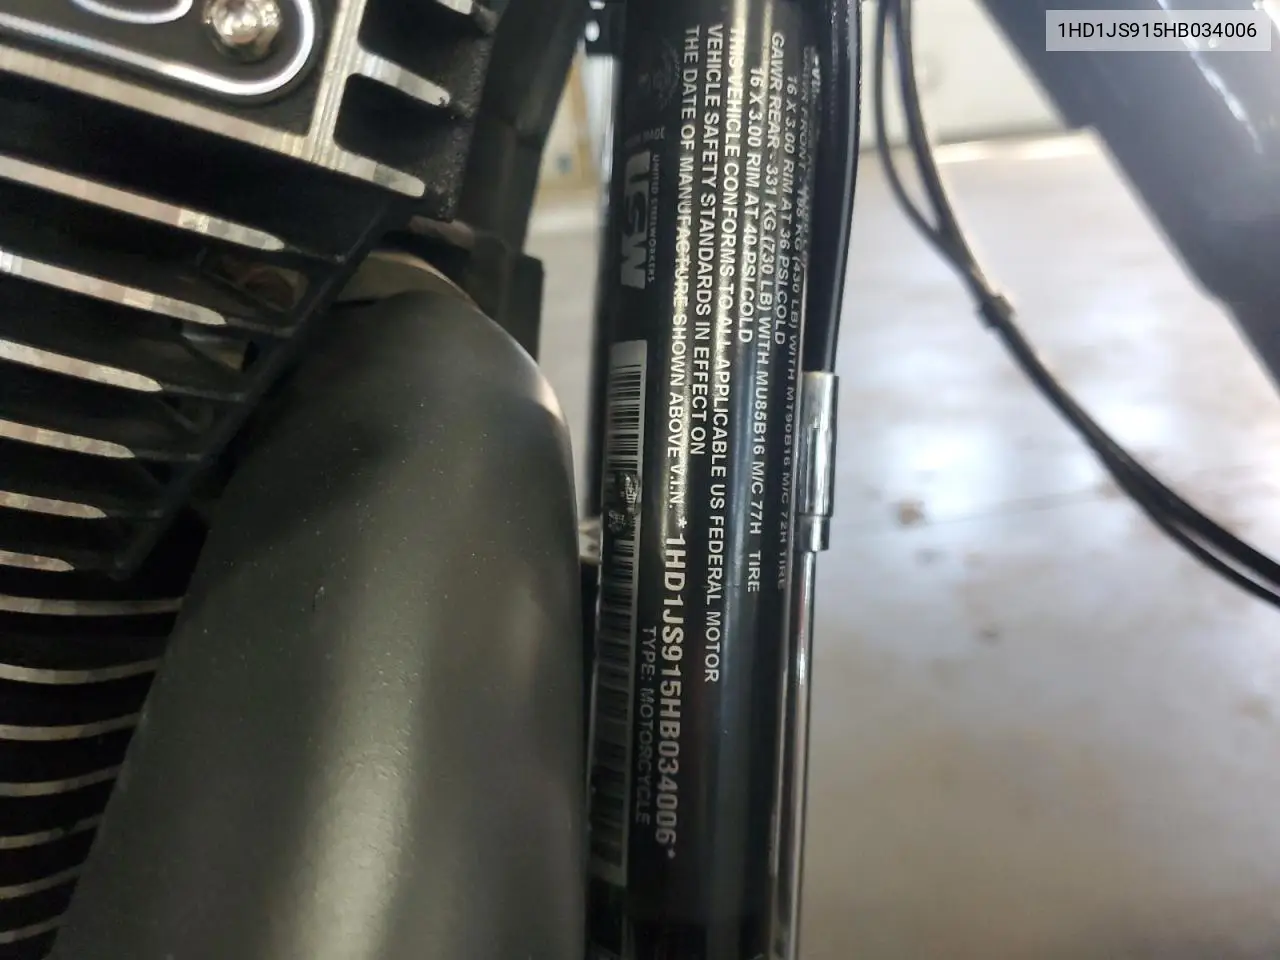 1HD1JS915HB034006
16 X 3.00 RIM AT 36 PSI COLD
GAWR REAR - 331 KG (730 LB) WITH MU85B16 M/C 77H TIRE
16 X 3.00 RIM AT 40 PSI COLD
THIS VEHICLE CONFORMS TO ALL APPLICABLE US FEDERAL MOTOR
VEHICLE SAFETY STANDARDS IN EFFECT ON
THE DATE OF MANUFACTURE SHOWN ABOVE V.I.N. *1HD1JS915HB034006*
TYPE: MOTORCYCLE
UNITED STEELWORKERS
USW